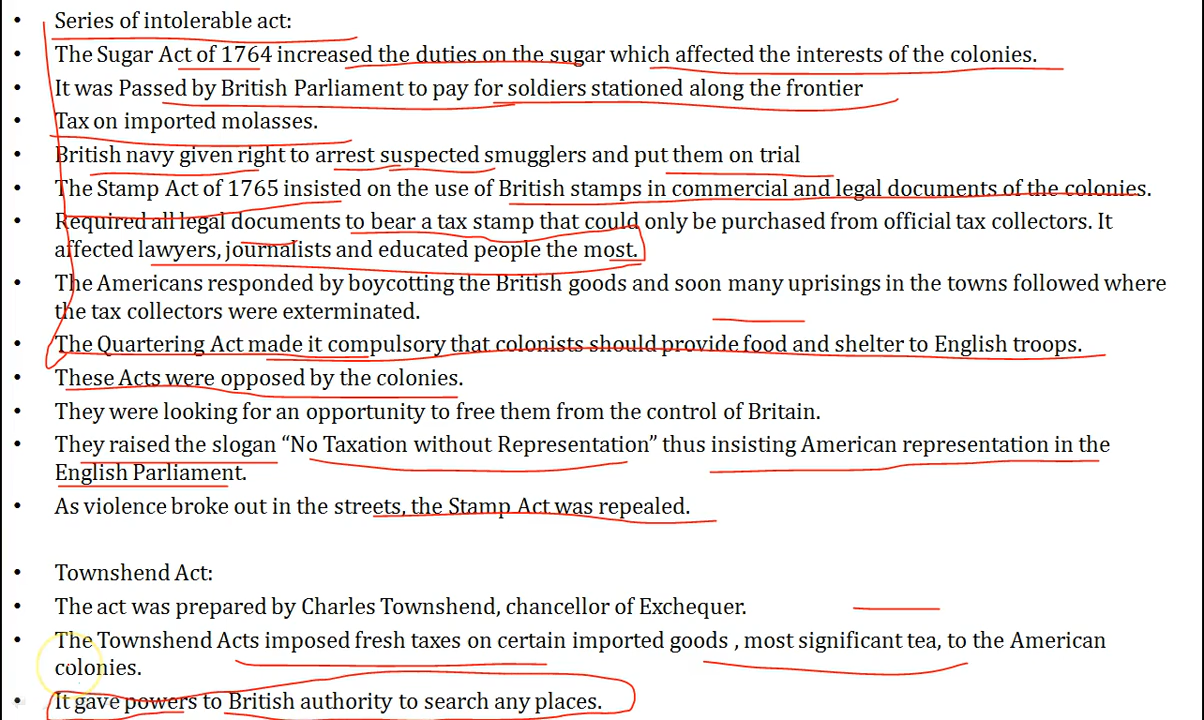 • Series of intolerable act:
• The Sugar Act of 1764 increased the duties on the sugar which affected the interests of the colonies.
• It was Passed by British Parliament to pay for soldiers stationed along the frontier
• Tax on imported molasses.
• British navy given right to arrest suspected smugglers and put them on trial
• The Stamp Act of 1765 insisted on the use of British stamps in commercial and legal documents of the colonies.
• Required all legal documents to bear a tax stamp that could only be purchased from official tax collectors. It
affected lawyers, journalists and educated people the most.
• The Americans responded by boycotting the British goods and soon many uprisings in the towns followed where
the tax collectors were exterminated.
• The Quartering Act made it compulsory that colonists should provide food and shelter to English troops.
• These Acts were opposed by the colonies.
• They were looking for an opportunity to free them from the control of Britain.
• They raised the slogan “No Taxation without Representation” thus insisting American representation in the
English Parliament.
• As violence broke out in the streets, the Stamp Act was repealed.
• Townshend Act:
• The act was prepared by Charles Townshend, chancellor of Exchequer.
• The Townshend Acts imposed fresh taxes on certain imported goods , most significant tea, to the American
colonies.
• It gave powers to British authority to search any places.